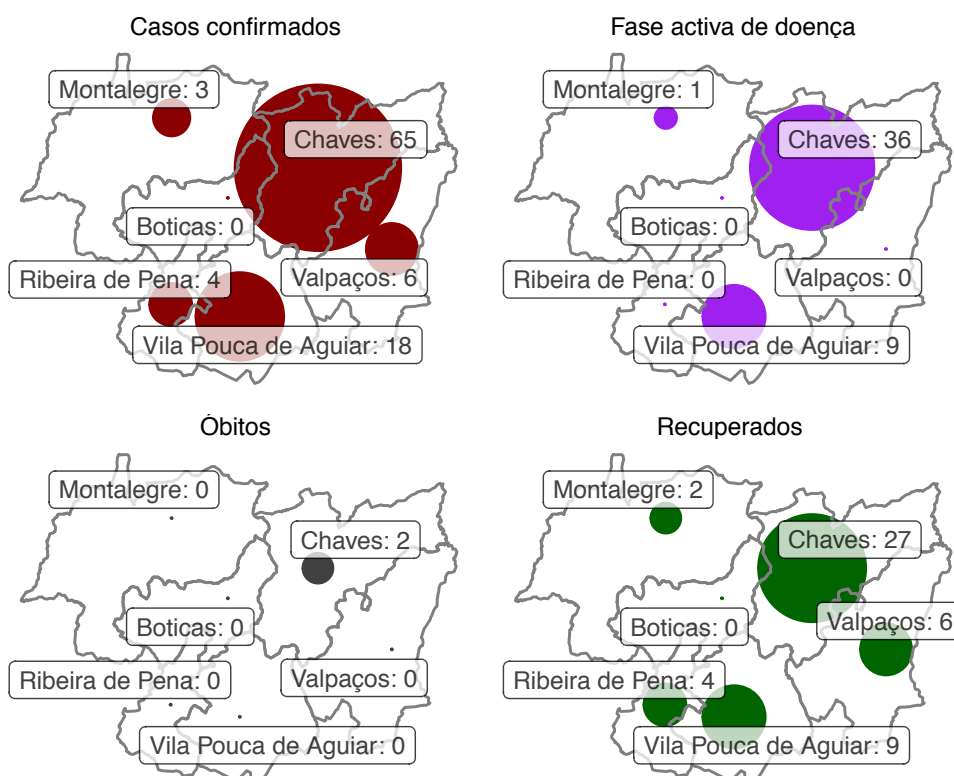 Casos confirmados
Montalegre: 3
Chaves: 65
Boticas: 0
Ribeira de Pena: 4
Valpaços: 6
Vila Pouca de Aguiar: 18
Fase activa de doença
Montalegre: 1
Chaves: 36
Boticas: 0
Ribeira de Pena: 0
Valpaços: 0
Vila Pouca de Aguiar: 9
Óbitos
Montalegre: 0
Chaves: 2
Boticas: 0
Ribeira de Pena: 0
Valpaços: 0
Vila Pouca de Aguiar: 0
Recuperados
Montalegre: 2
Chaves: 27
Valpaços: 6
Boticas: 0
Ribeira de Pena: 4
Vila Pouca de Aguiar: 9